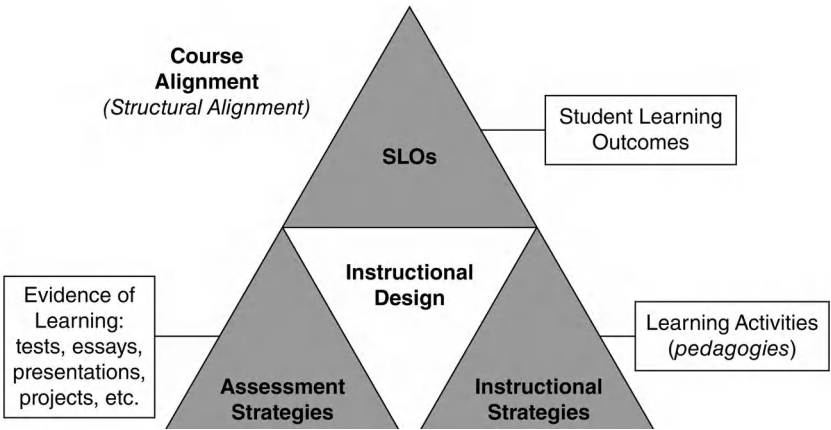 Course
Alignment
(Structural Alignment)
Student Learning
Outcomes
SLOs
Instructional
Design
Evidence of
Learning:
tests, essays,
presentations,
projects, etc.
Learning Activities
(pedagogies)
Assessment
Strategies
Instructional
Strategies